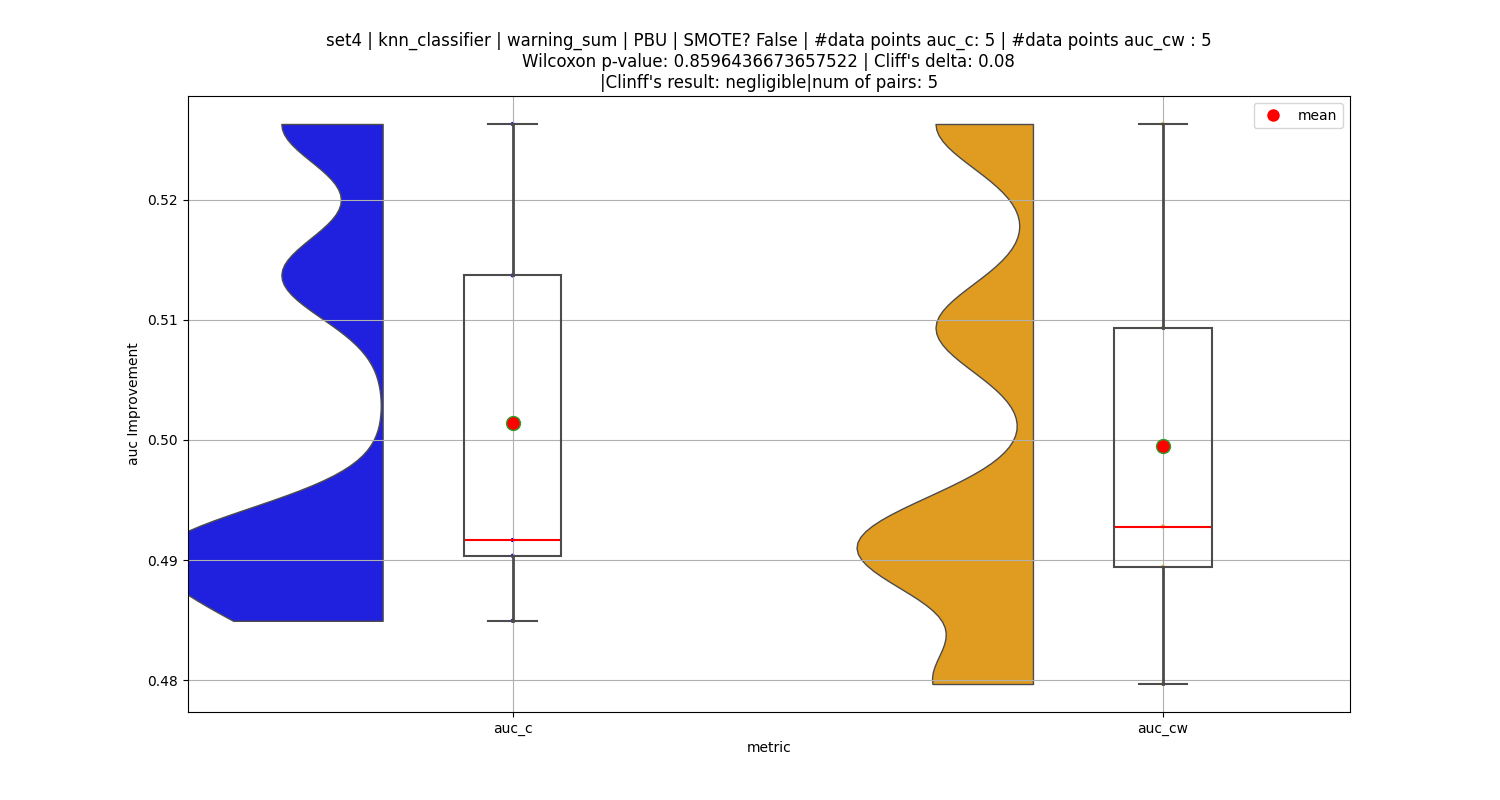 set4 | knn_classifier | warning_sum | PBU | SMOTE? False | #data points auc_c: 5 | #data points auc_cw : 5
Wilcoxon p-value: 0.8596436673657522 | Cliff's delta: 0.08
|Clinff's result: negligible|num of pairs: 5
mean
0.52
0.51
0.50
0.49
0.48
auc Improvement
auc_c
auc_cw
metric